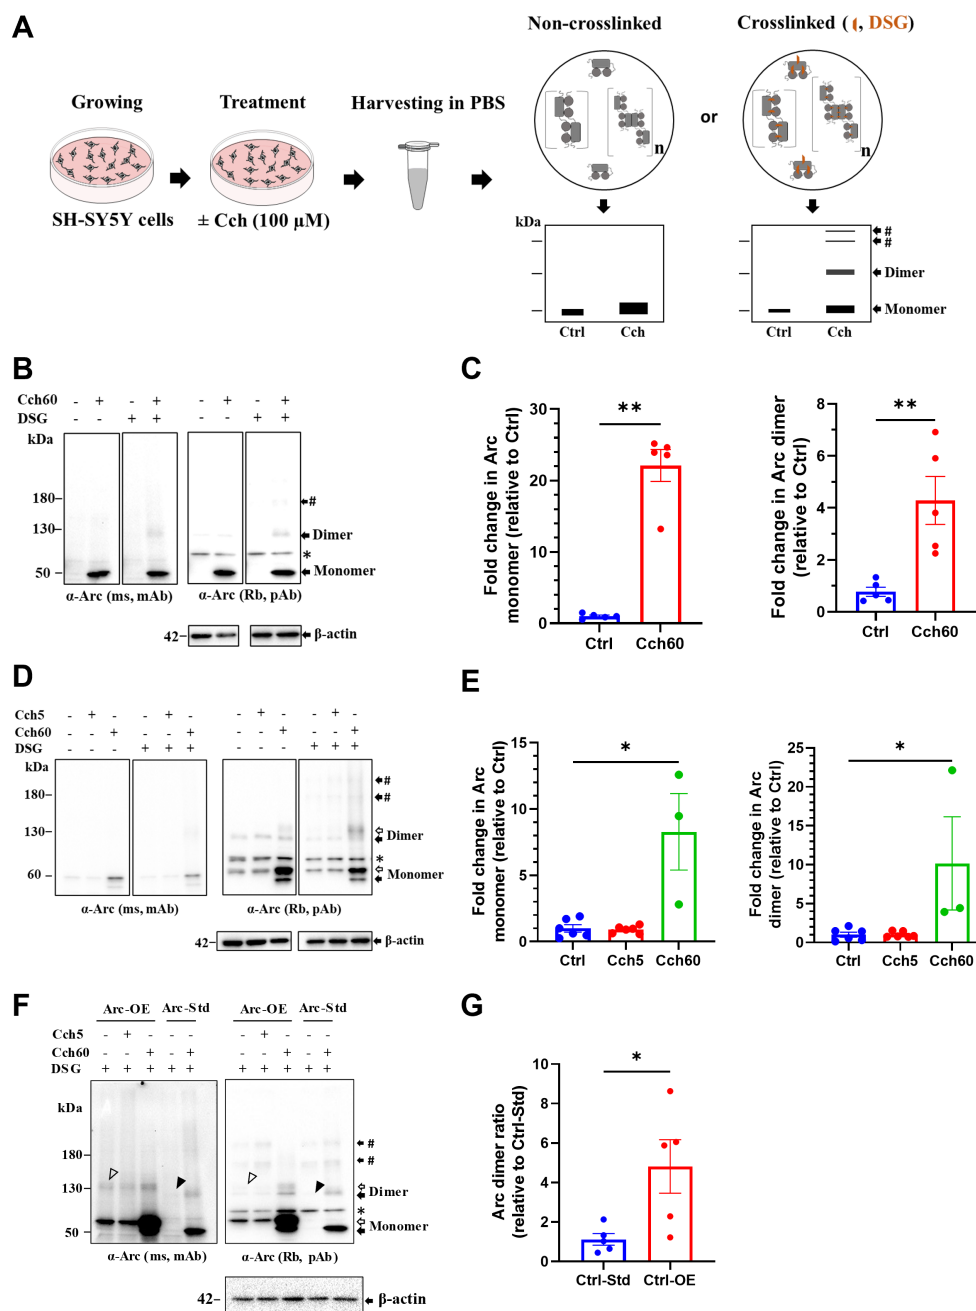 A
Growing
Treatment
Harvesting in PBS
Non-crosslinked
Crosslinked ( , DSG)
or
n
n
SH-SY5Y cells
± Cch (100 µM)
kDa
#
#
Dimer
Monomer
Ctrl
Cch
Ctrl
Cch
B
Cch60 - + - + - + - +
DSG + + + +
kDa
180
130
50
#
Dimer
*
Monomer
α-Arc (ms, mAb)
α-Arc (Rb, pAb)
42
β-actin
C
Fold change in Arc
monomer (relative to Ctrl)
30
20
10
0
**
Ctrl
Cch60
Fold change in Arc dimer
(relative to Ctrl)
8
6
4
2
0
**
Ctrl
Cch60
D
Cch5 - + - - + - - + - - + -
Cch60 - - + - - + - - + - - +
DSG - - - + + + - - - + + +
kDa
180
130
60
#
#
Dimer
*
Monomer
α-Arc (ms, mAb)
α-Arc (Rb, pAb)
42
β-actin
E
Fold change in Arc
monomer (relative to Ctrl)
15
10
5
0
*
Ctrl
Cch5
Cch60
Fold change in Arc
dimer (relative to Ctrl)
25
20
15
10
5
0
*
Ctrl
Cch5
Cch60
F
Arc-OE
Arc-Std
Arc-OE
Arc-Std
Cch5 - + - - - - + - - -
Cch60 - - + - + - - + - +
DSG + + + + + + + + + +
kDa
180
130
50
#
#
Dimer
*
Monomer
α-Arc (ms, mAb)
α-Arc (Rb, pAb)
42
β-actin
G
Arc dimer ratio
(relative to Ctrl-Std)
10
8
6
4
2
0
*
Ctrl-Std
Ctrl-OE